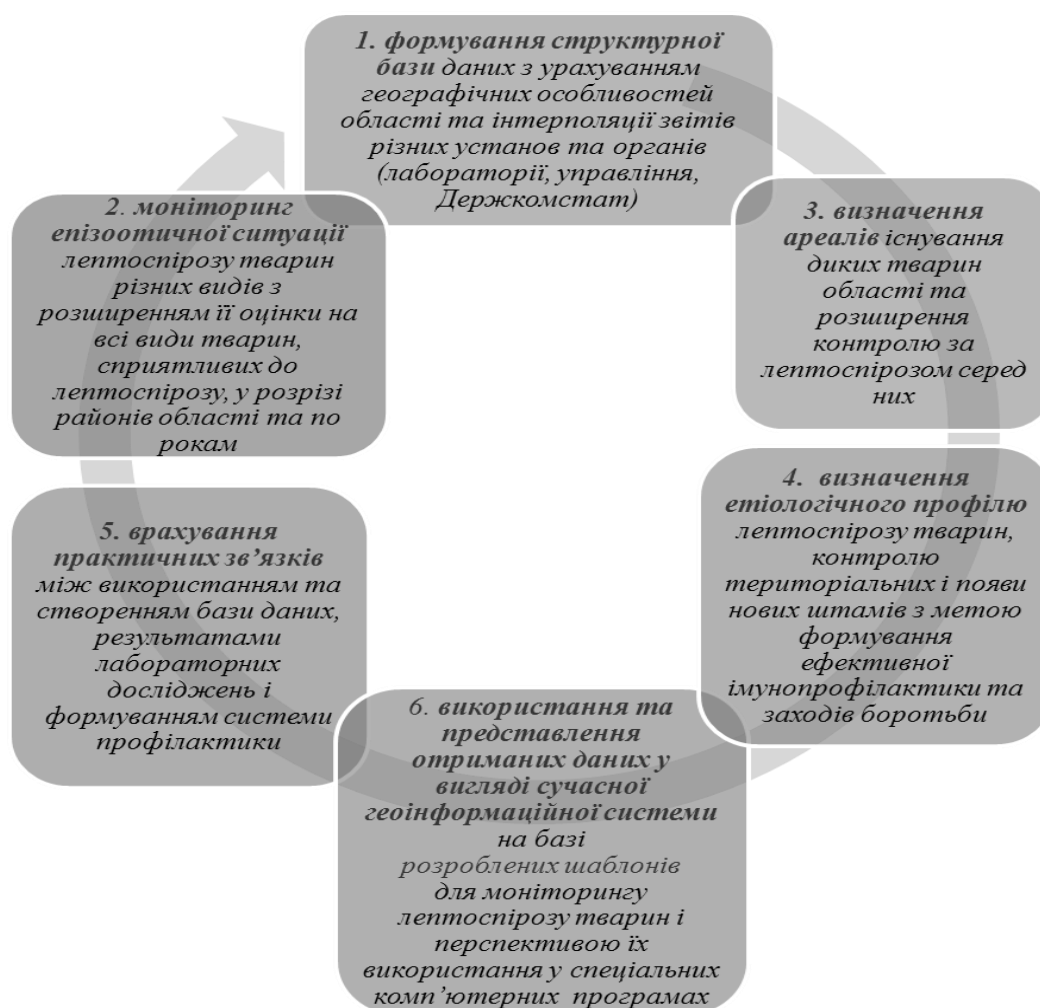 1. формування структурної
бази даних з урахуванням
географічних особливостей
області та інтерполяції звітів
різних установ та органів
(лабораторії, управління,
Держкомстат)
2. моніторинг
епізоотичної ситуації
лептоспірозу тварин
різних видів з
розширенням її оцінки на
всі види тварин,
сприятливих до
лептоспірозу, у розрізі
районів області та по
рокам
3. визначення
ареалів існування
диких тварин
області та
розширення
контролю за
лептоспірозом серед
них
4. визначення
етіологічного профілю
лептоспірозу тварин,
контролю
територіальних і появи
нових штамів з метою
формування
ефективної
імунопрофілактики та
заходів боротьби
5. врахування
практичних зв’язків
між використанням та
створенням бази даних,
результатами
лабораторних
досліджень і
формуванням системи
профілактики
6. використання та
представлення
отриманих даних у
вигляді сучасної
геоінформаційної системи
на базі
розроблених шаблонів
для моніторингу
лептоспірозу тварин і
перспективою їх
використання у спеціальних
комп’ютерних програмах